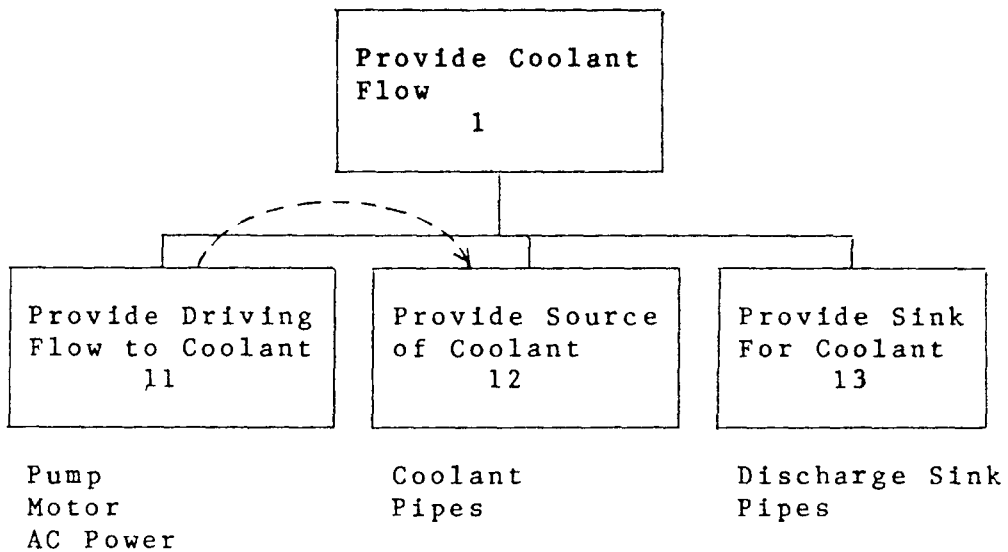 Provide Coolant
Flow
1
Provide Driving
Flow to Coolant
11
Provide Source
of Coolant
12
Provide Sink
For Coolant
13
Pump
Motor
AC Power
Coolant
Pipes
Discharge Sink
Pipes